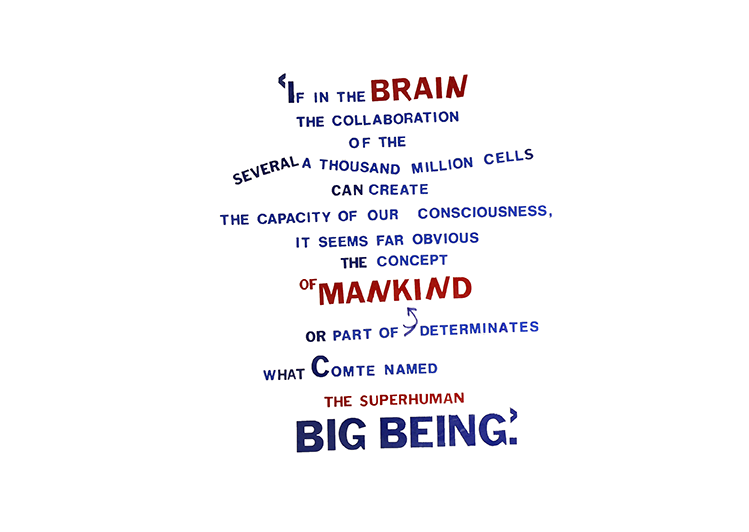 ‘IF IN THE BRAIN
THE COLLABORATION
OF THE
SEVERAL A THOUSAND MILLION CELLS
CAN CREATE
THE CAPACITY OF OUR CONSCIOUSNESS,
IT SEEMS FAR OBVIOUS
THE CONCEPT
OF MANKIND
OR PART OF DETERMINATES
WHAT COMTE NAMED
THE SUPERHUMAN
BIG BEING.’